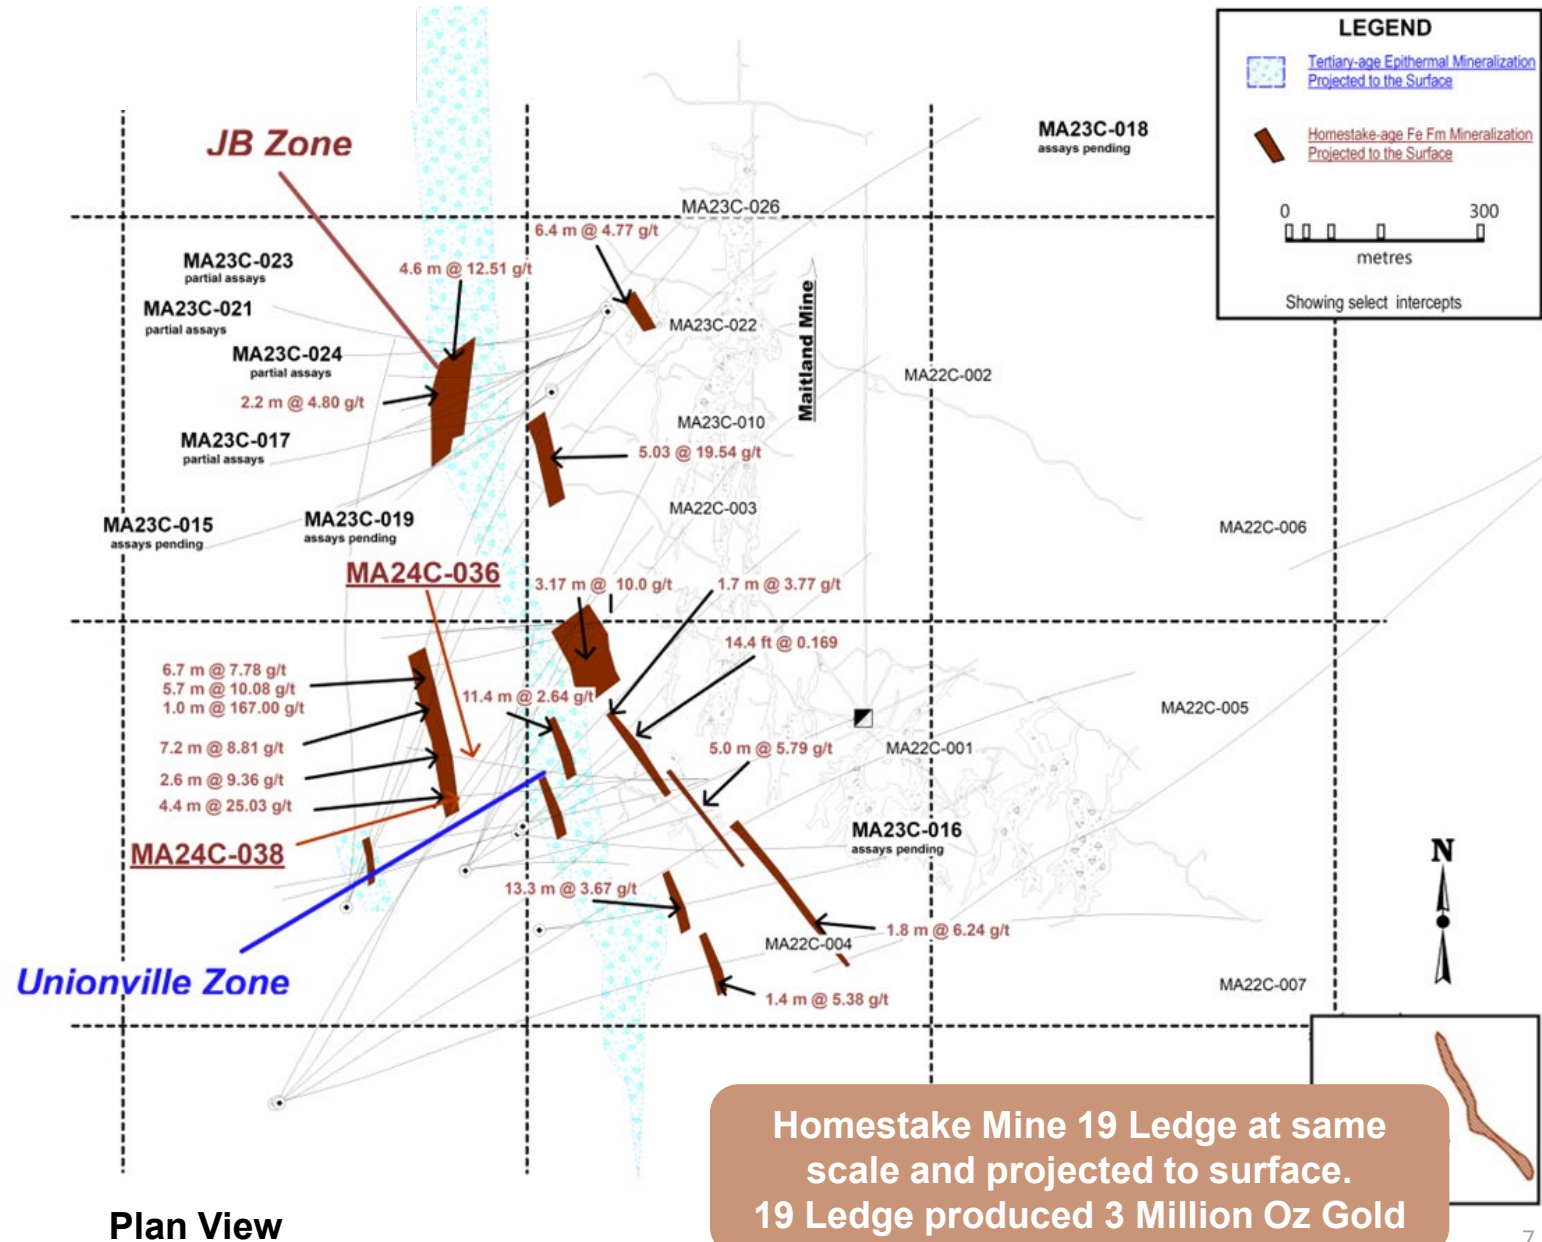 LEGEND
Tertiary-age Epithermal Mineralization
Projected to the Surface
Homestake-age Fe Fm Mineralization
Projected to the Surface
0 300
metres
Showing select intercepts
JB Zone
MA23C-018
assays pending
MA23C-026
6.4 m @ 4.77 g/t
MA23C-023
partial assays
4.6 m @ 12.51 g/t
MA23C-021
partial assays
MA23C-022
Maitland Mine
MA23C-024
partial assays
MA22C-002
2.2 m @ 4.80 g/t
MA23C-010
MA23C-017
partial assays
5.03 @ 19.54 g/t
MA22C-003
MA23C-015
assays pending
MA23C-019
assays pending
MA22C-006
MA24C-036
3.17 m @ 10.0 g/t
1.7 m @ 3.77 g/t
14.4 ft @ 0.169
6.7 m @ 7.78 g/t
5.7 m @ 10.08 g/t
1.0 m @ 167.00 g/t
11.4 m @ 2.64 g/t
MA22C-005
7.2 m @ 8.81 g/t
5.0 m @ 5.79 g/t
MA22C-001
2.6 m @ 9.36 g/t
4.4 m @ 25.03 g/t
MA23C-016
assays pending
MA24C-038
N
13.3 m @ 3.67 g/t
1.8 m @ 6.24 g/t
MA22C-004
Unionville Zone
MA22C-007
1.4 m @ 5.38 g/t
Homestake Mine 19 Ledge at same
scale and projected to surface.
19 Ledge produced 3 Million Oz Gold
Plan View
7